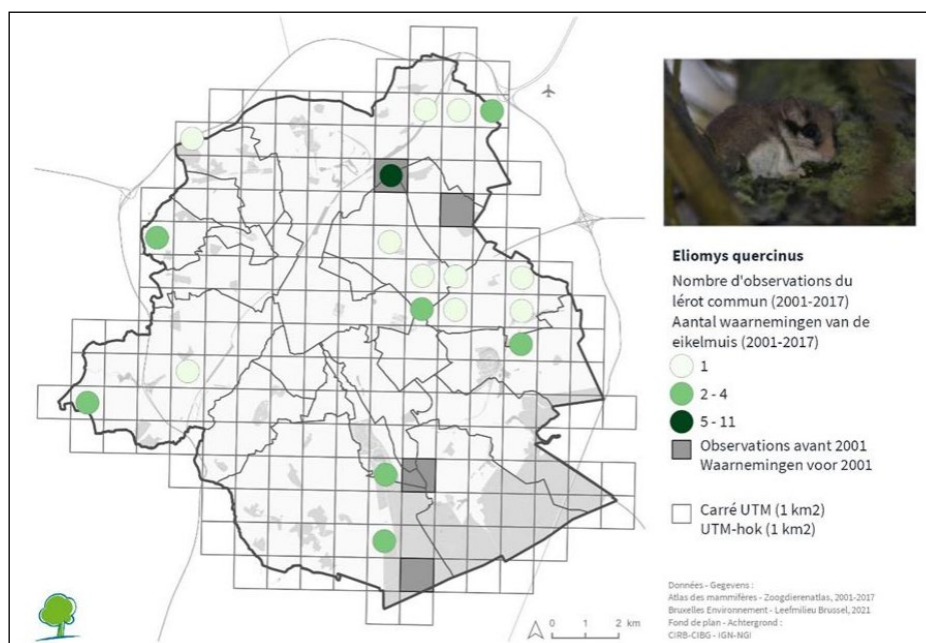 Eliomys quercinus
Nombre d'observations du
lérot commun (2001-2017)
Aantal waarnemingen van de
eikelmuis (2001-2017)
1
2 - 4
5 - 11
Observations avant 2001
Waarnemingen voor 2001
Carré UTM (1 km2)
UTM-hok (1 km2)
Données - Gegevens :
Atlas des mammifères - Zoogdierenatlas, 2001-2017
Bruxelles Environnement - Leefmilieu Brussel, 2021
Fond de plan - Achtergrond :
CIRB-CIBG - IGN-NGI
0 1 2 km